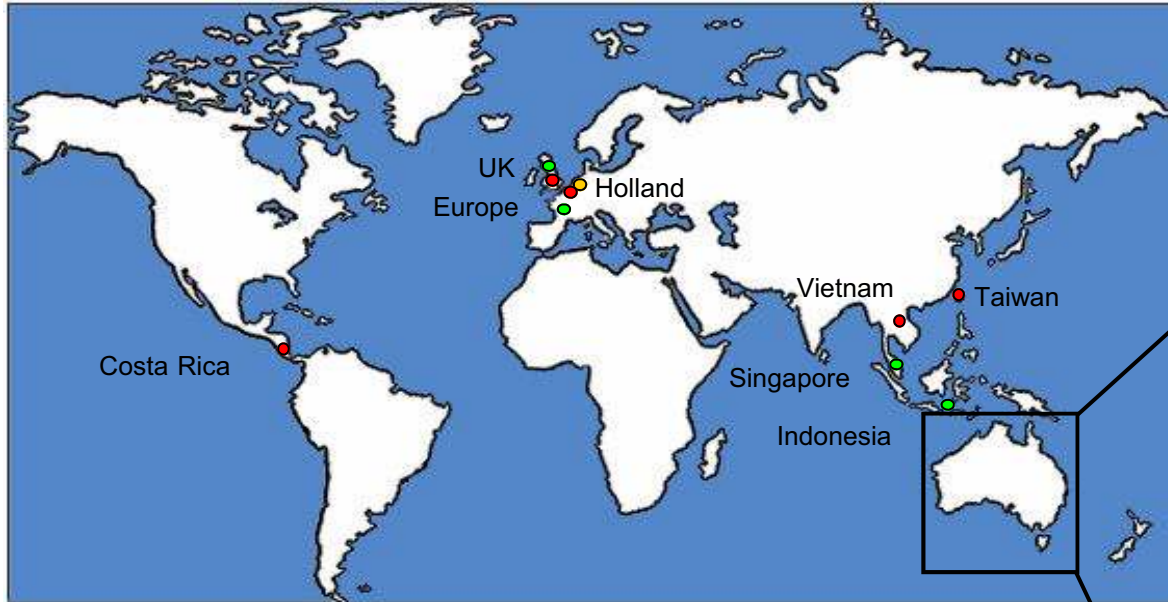 UK
Holland
Europe
Vietnam
Taiwan
Costa Rica
Singapore
Indonesia